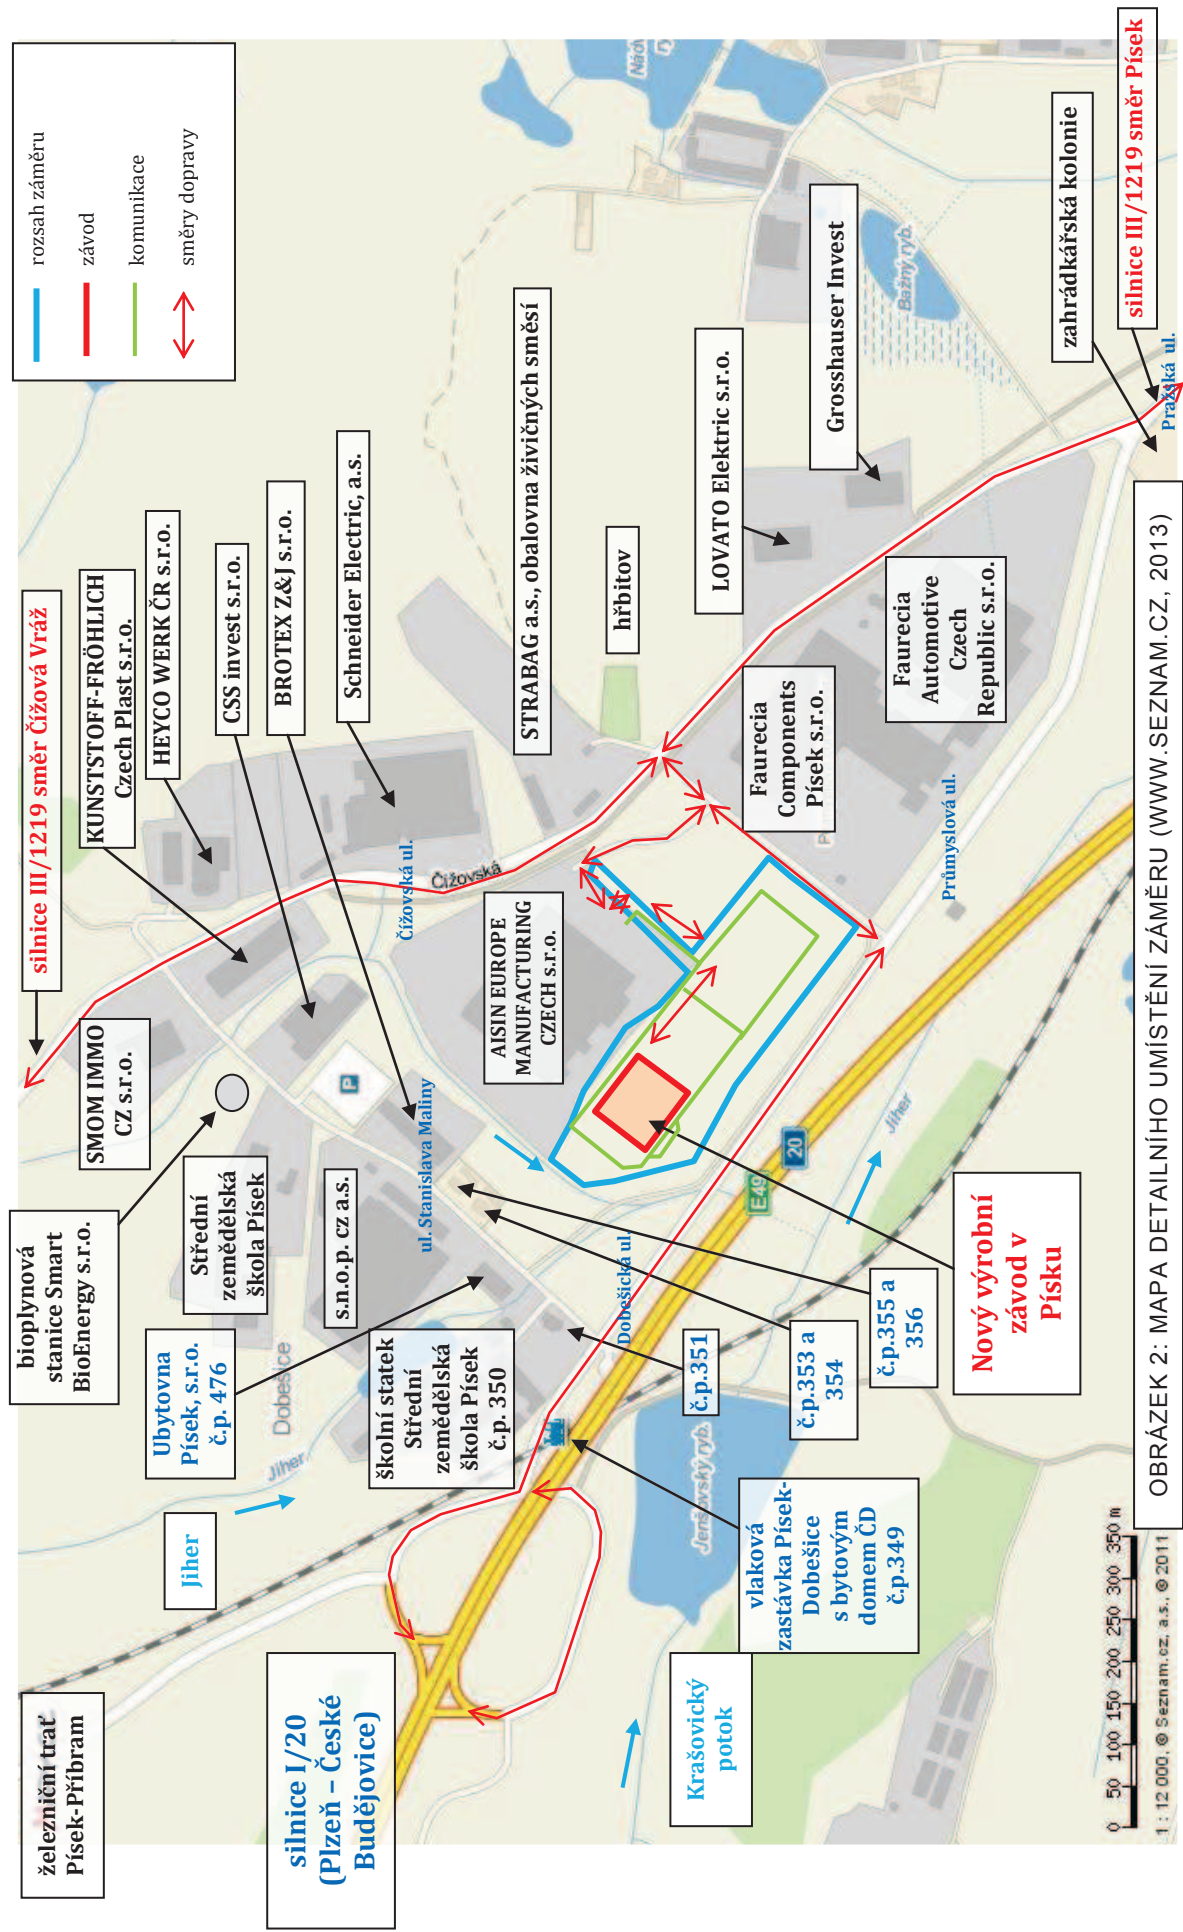 železniční trať
Písek-Příbram
silnice I/20
(Plzeň – České
Budějovice)
Jiher
Jiher
bioplynová
stanice Smart
BioEnergy s.r.o.
Ubytovna
Písek, s.r.o.
č.p. 476
Dobešice
Střední
zemědělská
škola Písek
s.n.o.p. cz a.s.
školní statek
Střední
zemědělská
škola Písek
č.p. 350
SMOM IMMO
CZ s.r.o.
silnice III/1219 směr Čížová Vráž
KUNSTSTOFF-FRÖHLICH
Czech Plast s.r.o.
HEYCO WERK ČR s.r.o.
CSS invest s.r.o.
BROTEX Z&J s.r.o.
Schneider Electric, a.s.
STRABAG a.s., obalovna živičných směsí
hřbitov
LOVATO Elektric s.r.o.
Grosshauser Invest
zahrádkářská kolonie
silnice III/1219 směr Písek
Pražská ul.
Bažný ryb.
rozsah záměru
závod
komunikace
směry dopravy
P
ul. Stanislava Maliny
Čížovská ul.
Čížovská
AISIN EUROPE
MANUFACTURING
CZECH s.r.o.
Faurecia
Components
Písek s.r.o.
Faurecia
Automotive
Czech
Republic s.r.o.
Průmyslová ul.
Dobešická ul.
E49
20
Jiher
č.p.351
č.p.353 a
354
č.p.355 a
356
Nový výrobní
závod v
Písku
Jenšovský ryb.
vlaková
zastávka Písek-
Dobešice
s bytovým
domem ČD
č.p.349
Krašovický
potok
0 50 100 150 200 250 300 350 m
1 : 12 000, © Seznam.cz, a.s., © 2011
OBRÁZEK 2: MAPA DETAILNÍHO UMÍSTĚNÍ ZÁMĚRU (WWW.SEZNAM.CZ, 2013)